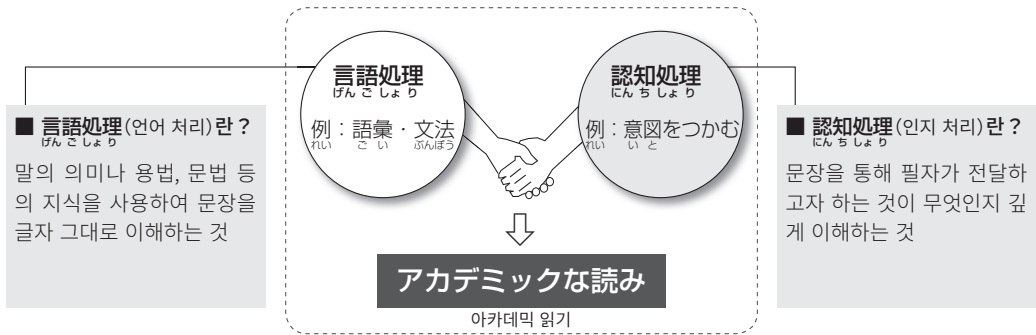 言語処理
げんごしょり
例：語彙・文法
れい ごい ぶんぽう
認知処理
にんちしょり
例：意図をつかむ
れい いと
■ 言語処理(언어 처리)란？
げんごしょり
말의 의미나 용법, 문법 등
의 지식을 사용하여 문장을
글자 그대로 이해하는 것
■ 認知処理(인지 처리)란？
にんちしょり
문장을 통해 필자가 전달하
고자 하는 것이 무엇인지 깊
게 이해하는 것
アカデミックな読み
아카데믹 읽기